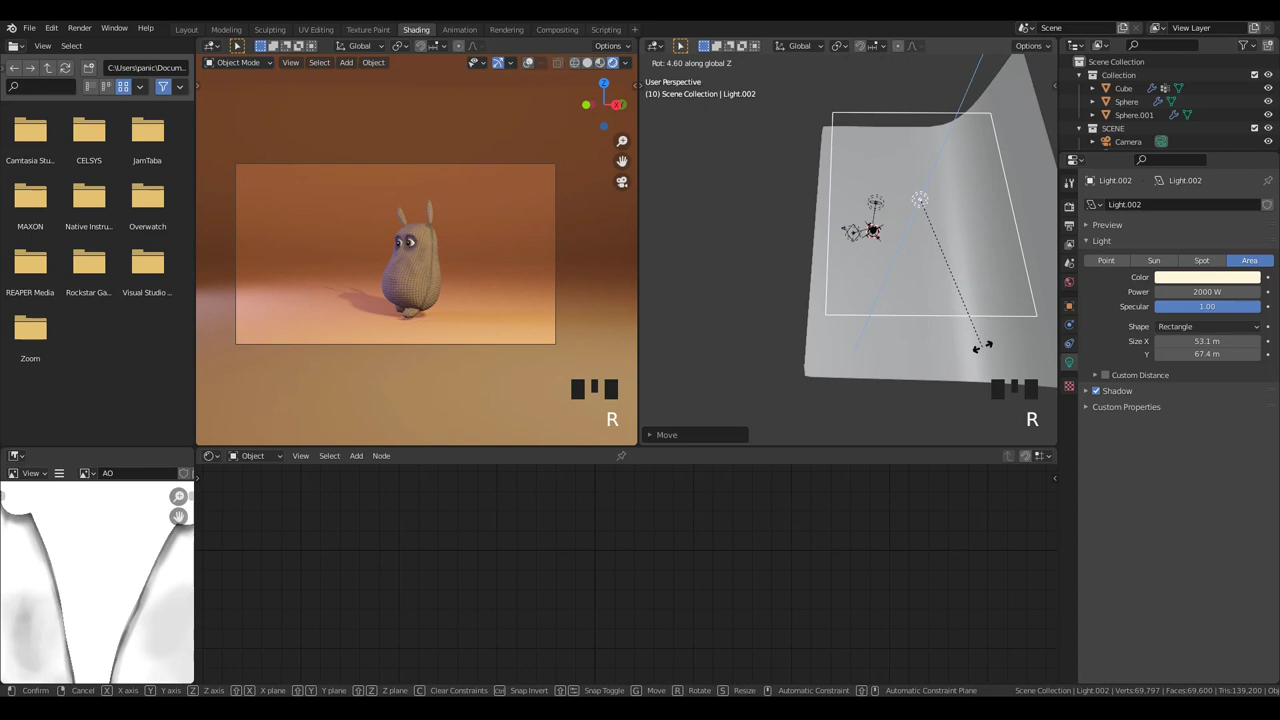 File Edit Render Window Help Layout Modeling Sculpting UV Editing Texture Paint Shading Animation Rendering Compositing Scripting + Scene View Layer
View Select Global Options Global Options
C:\Users\panic\Docum...
Object Mode View Select Add Object
Rot: 4.60 along global Z
User Perspective
(10) Scene Collection | Light.002
Z
X
Y
Camtasia Stu... CELSYS JamTaba
MAXON Native Instru... Overwatch
REAPER Media Rockstar Ga... Visual Studio ...
Zoom
R
R
Move
Scene Collection
Collection
Cube
Sphere
Sphere.001
SCENE
Camera
Light.002 Light.002
Light.002
Preview
Light
Point Sun Spot Area
Color
Power 2000 W
Specular 1.00
Shape Rectangle
Size X 53.1 m
Y 67.4 m
Custom Distance
Shadow
Custom Properties
View AO
Object View Select Add Node
Confirm Cancel X X axis Y Y axis Z Z axis X X plane Y Y plane Z Z plane C Clear Constraints Ctrl Snap Invert Snap Toggle G Move R Rotate S Resize Automatic Constraint Automatic Constraint Plane Scene Collection | Light.002 | Verts:69,797 | Faces:69,600 | Tris:139,200 | Obj